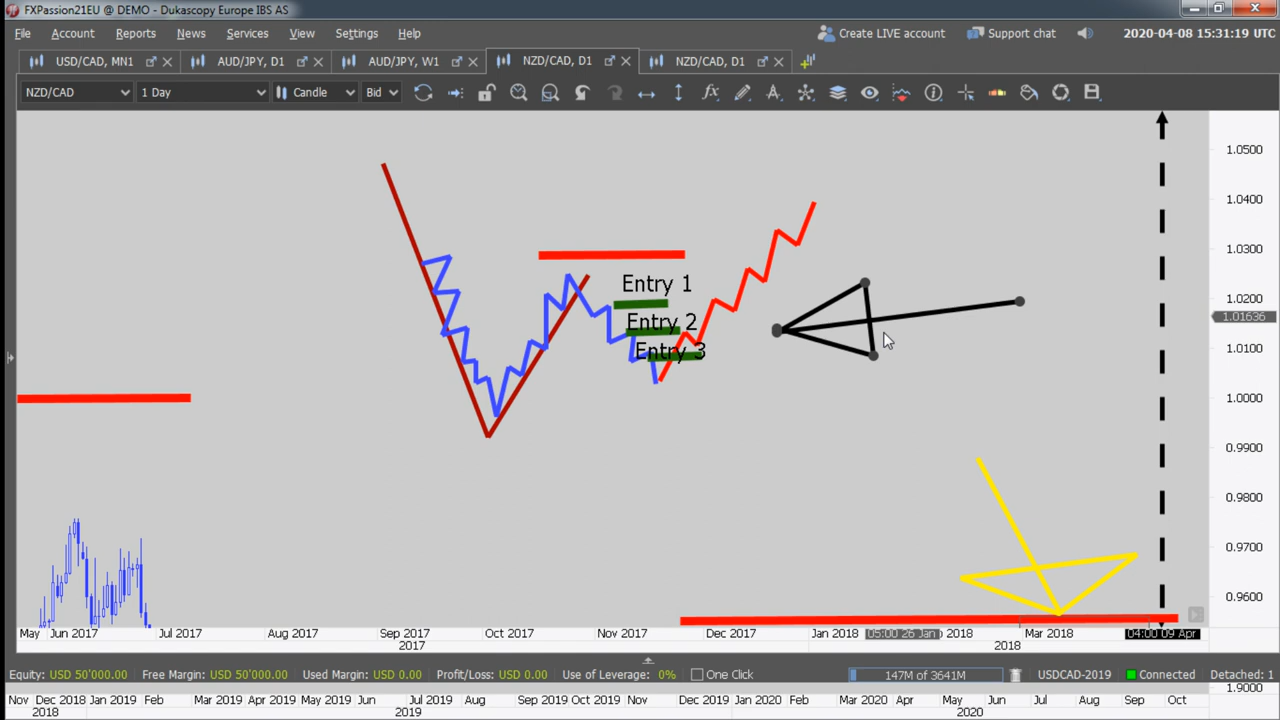 FXPassion21EU @ DEMO - Dukascopy Europe IBS AS
File Account Reports News Services View Settings Help Create LIVE account Support chat 2020-04-08 15:31:19 UTC
USD/CAD, MN1 AUD/JPY, D1 AUD/JPY, W1 NZD/CAD, D1 NZD/CAD, D1
NZD/CAD 1 Day Candle Bid
1.0500
1.0400
1.0300
Entry 1
1.0200
1.01636
Entry 2
Entry 3
1.0100
1.0000
0.9900
0.9800
0.9700
0.9600
May Jun 2017 Jul 2017 Aug 2017 Sep 2017 Oct 2017 Nov 2017 Dec 2017 Jan 2018 05:00 26 Jan 2018 Mar 2018 04:00 09 Apr
2017 2018
Equity: USD 50'000.00 Free Margin: USD 50'000.00 Used Margin: USD 0.00 Profit/Loss: USD 0.00 Use of Leverage: 0% One Click 147M of 3641M USDCAD-2019 Connected Detached: 1
1.9000
Nov Dec 2018 Jan 2019 Feb Mar 2019 Apr 2019 May 2019 Jun 2019 Jul 2019 Aug Sep 2019 Oct 2019 Nov Dec 2019 Jan 2020 Feb Mar 2020 Apr May Jun Jul Aug Sep Oct
2018 2019 2020